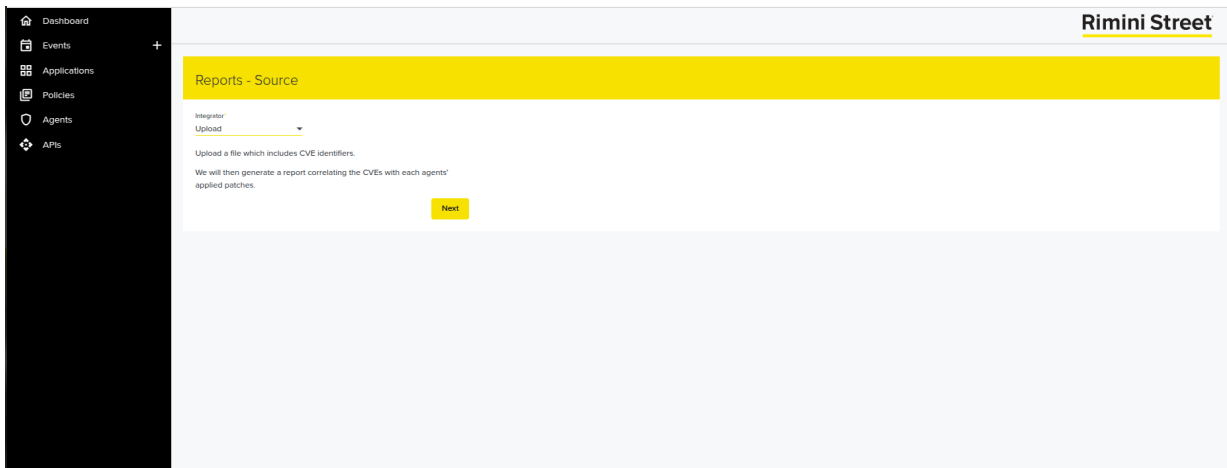 Dashboard
Events +
Applications
Policies
Agents
APIs
Rimini Street
Reports - Source
Integrator*
Upload
Upload a file which includes CVE identifiers.
We will then generate a report correlating the CVEs with each agents'
applied patches.
Next